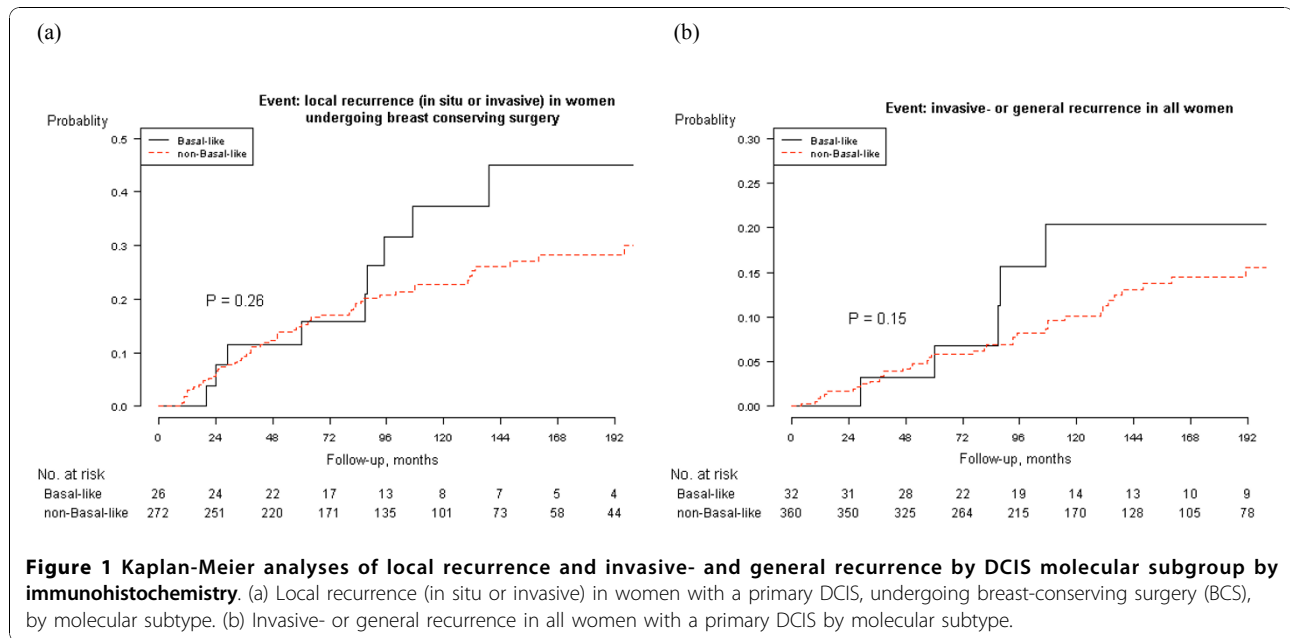 (a)
Event: local recurrence (in situ or invasive) in women
undergoing breast conserving surgery
Probablity
Basal-like
non-Basal-like
0.5
0.4
0.3
0.2
0.1
0.0
P = 0.26
0 24 48 72 96 120 144 168 192
Follow-up, months
No. at risk
Basal-like 26 24 22 17 13 8 7 5 4
non-Basal-like 272 251 220 171 135 101 73 58 44
(b)
Event: invasive- or general recurrence in all women
Probablity
Basal-like
non-Basal-like
0.30
0.25
0.20
0.15
0.10
0.05
0.00
P = 0.15
0 24 48 72 96 120 144 168 192
Follow-up, months
No. at risk
Basal-like 32 31 28 22 19 14 13 10 9
non-Basal-like 360 350 325 264 215 170 128 105 78
Figure 1 Kaplan-Meier analyses of local recurrence and invasive- and general recurrence by DCIS molecular subgroup by
immunohistochemistry. (a) Local recurrence (in situ or invasive) in women with a primary DCIS, undergoing breast-conserving surgery (BCS),
by molecular subtype. (b) Invasive- or general recurrence in all women with a primary DCIS by molecular subtype.